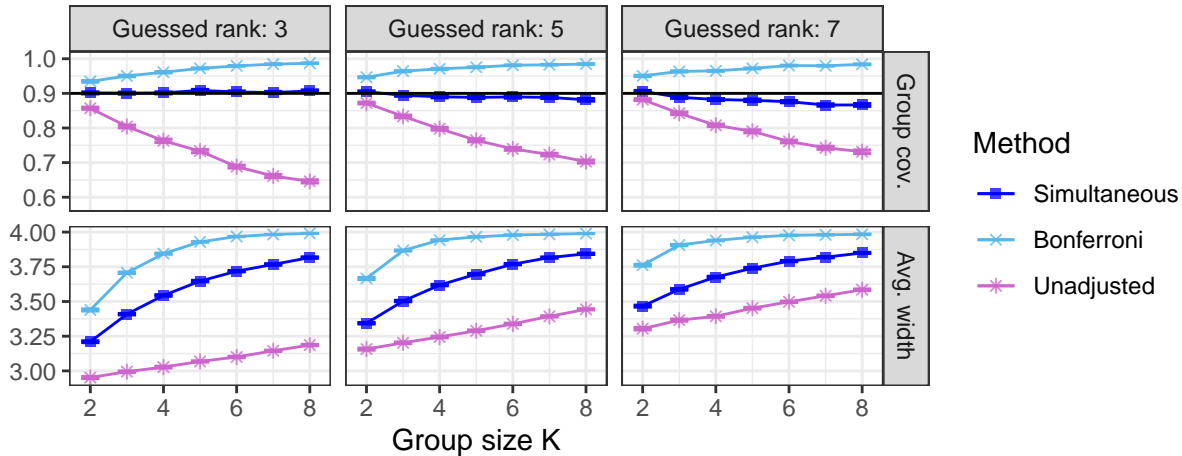 Guessed rank: 3
Guessed rank: 5
Guessed rank: 7
1.0
0.9
0.8
0.7
0.6
Group cov.
4.00
3.75
3.50
3.25
3.00
Avg. width
2 4 6 8
2 4 6 8
2 4 6 8
Group size K
Method
Simultaneous
Bonferroni
Unadjusted